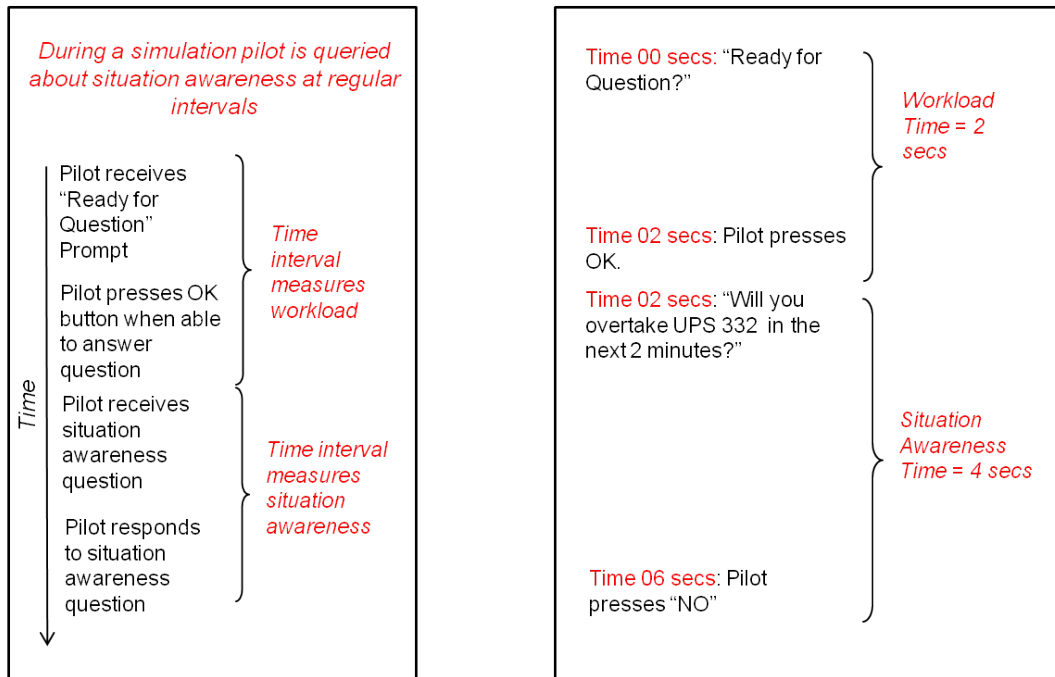 During a simulation pilot is queried
about situation awareness at regular
intervals
Time
Pilot receives
“Ready for
Question”
Prompt
Pilot presses OK
button when able
to answer
question
Time
interval
measures
workload
Pilot receives
situation
awareness
question
Pilot responds
to situation
awareness
question
Time interval
measures
situation
awareness
Time 00 secs: “Ready for
Question?”
Time 02 secs: Pilot presses
OK.
Workload
Time = 2
secs
Time 02 secs: “Will you
overtake UPS 332 in the
next 2 minutes?”
Time 06 secs: Pilot
presses “NO”
Situation
Awareness
Time = 4 secs